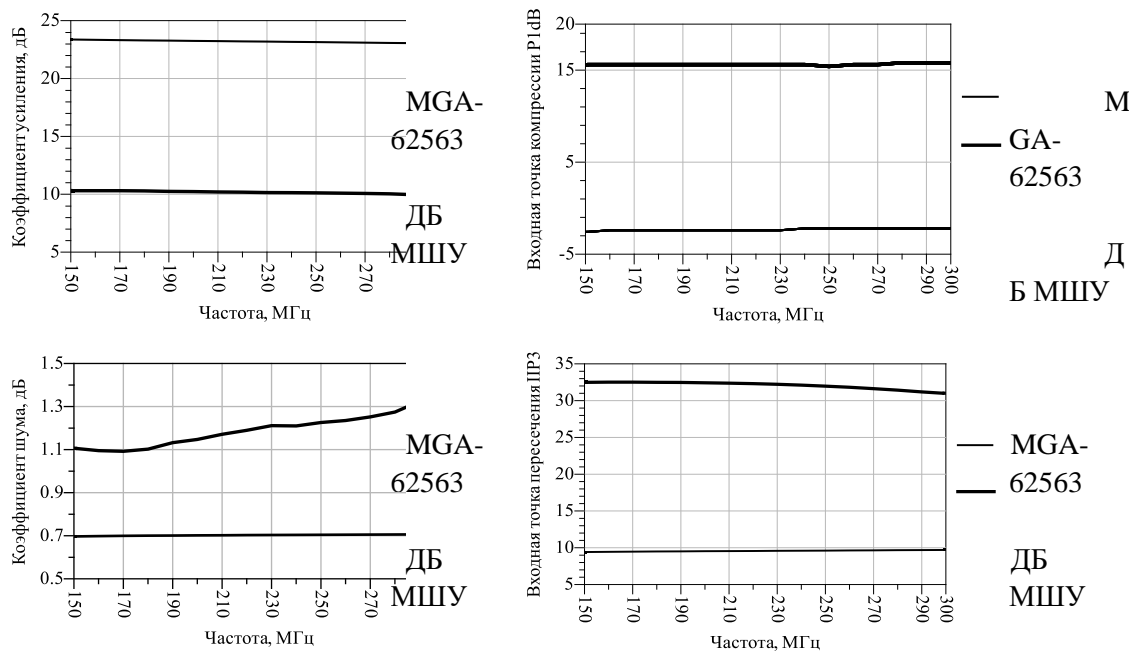 Коэффициент усиления, дБ
25
20
15
10
5
150
170
190
210
230
250
270
Частота, МГц
MGA-
62563
ДБ
МШУ
Входная точка компрессии P1dB
20
15
5
-5
150
170
190
210
230
250
270
290
300
Частота, МГц
M
GA-
62563
Д
Б МШУ
Коэффициент шума, дБ
1.5
1.3
1.1
0.9
0.7
0.5
150
170
190
210
230
250
270
Частота, МГц
MGA-
62563
ДБ
МШУ
Входная точка пересечения IIP3
35
30
25
20
15
10
5
150
170
190
210
230
250
270
290
300
Частота, МГц
MGA-
62563
ДБ
МШУ